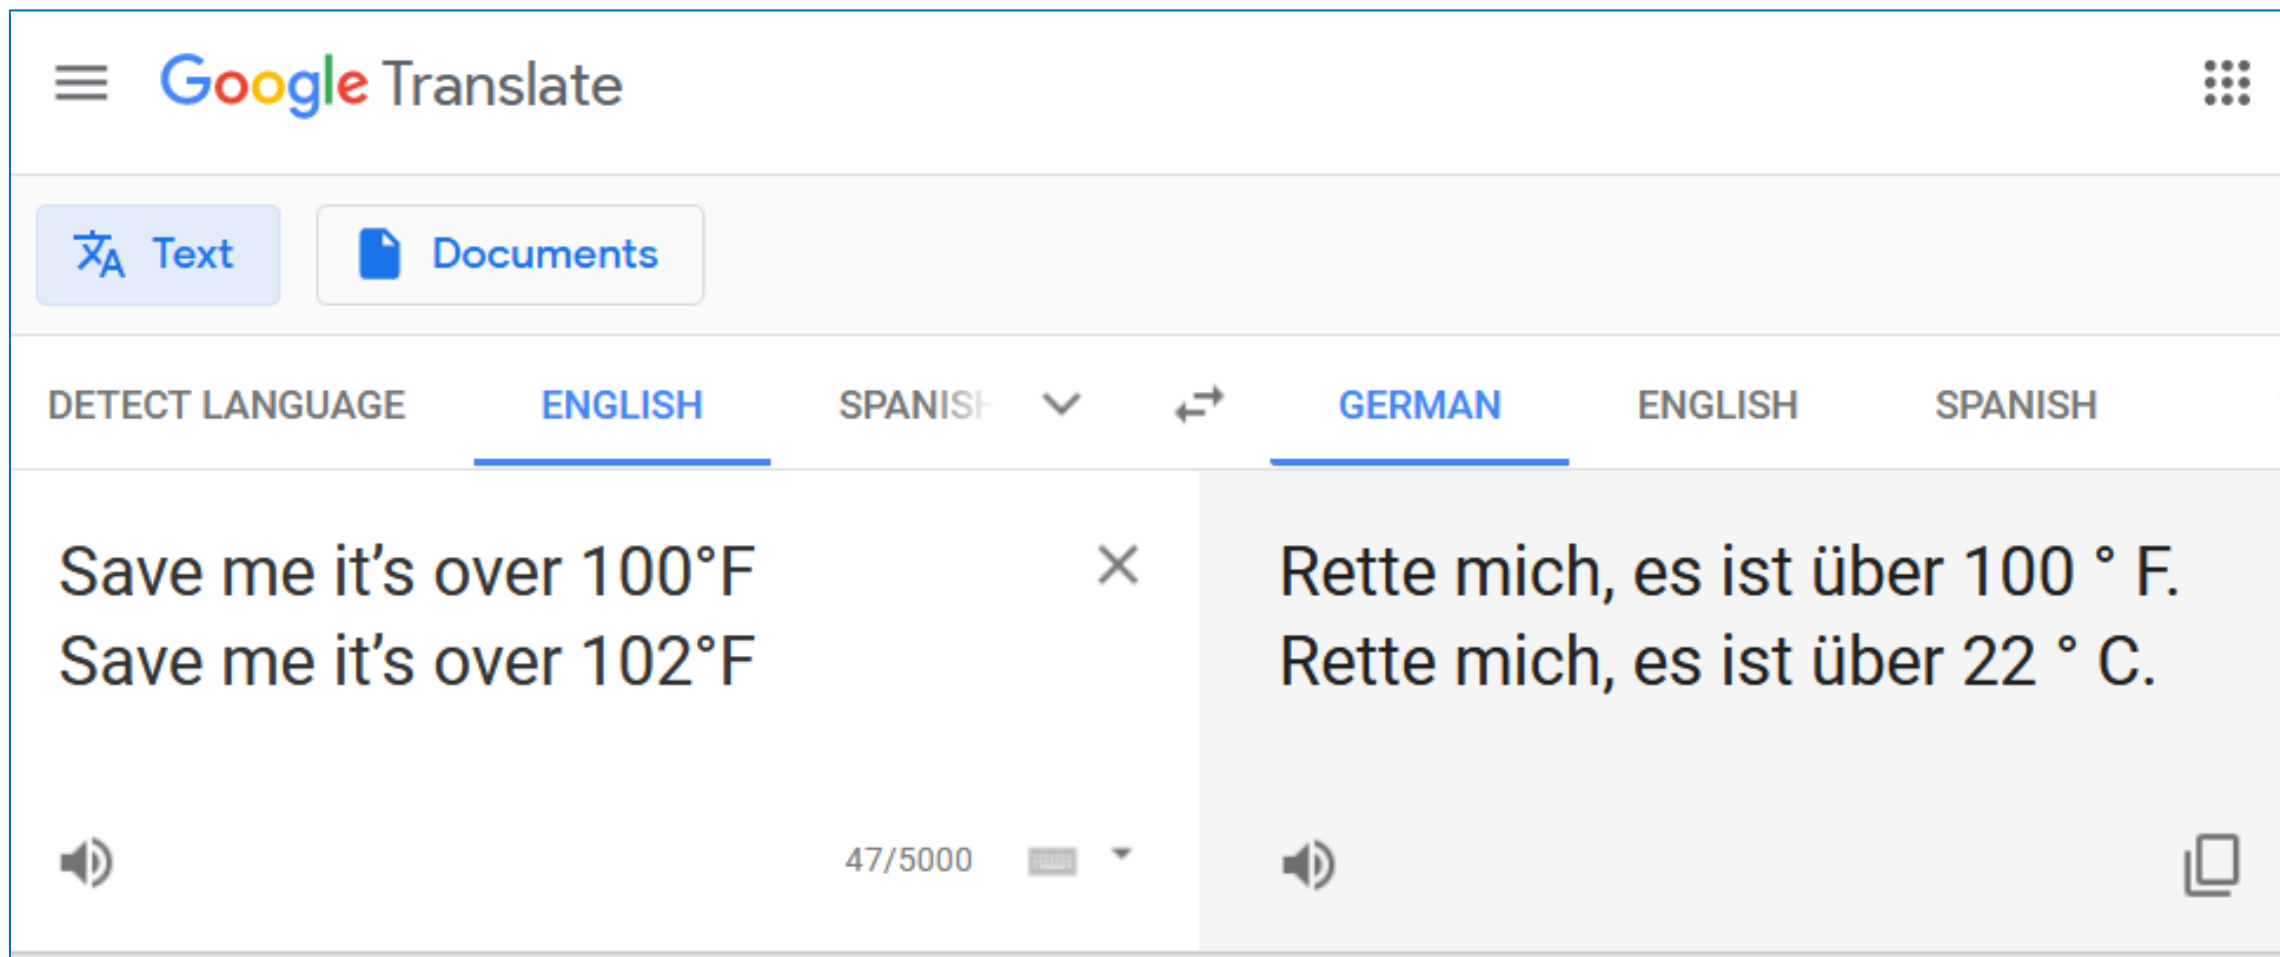 Google Translate
Text
Documents
DETECT LANGUAGE ENGLISH SPANISH GERMAN ENGLISH SPANISH
Save me it’s over 100°F
Save me it’s over 102°F
47/5000
Rette mich, es ist über 100 ° F.
Rette mich, es ist über 22 ° C.